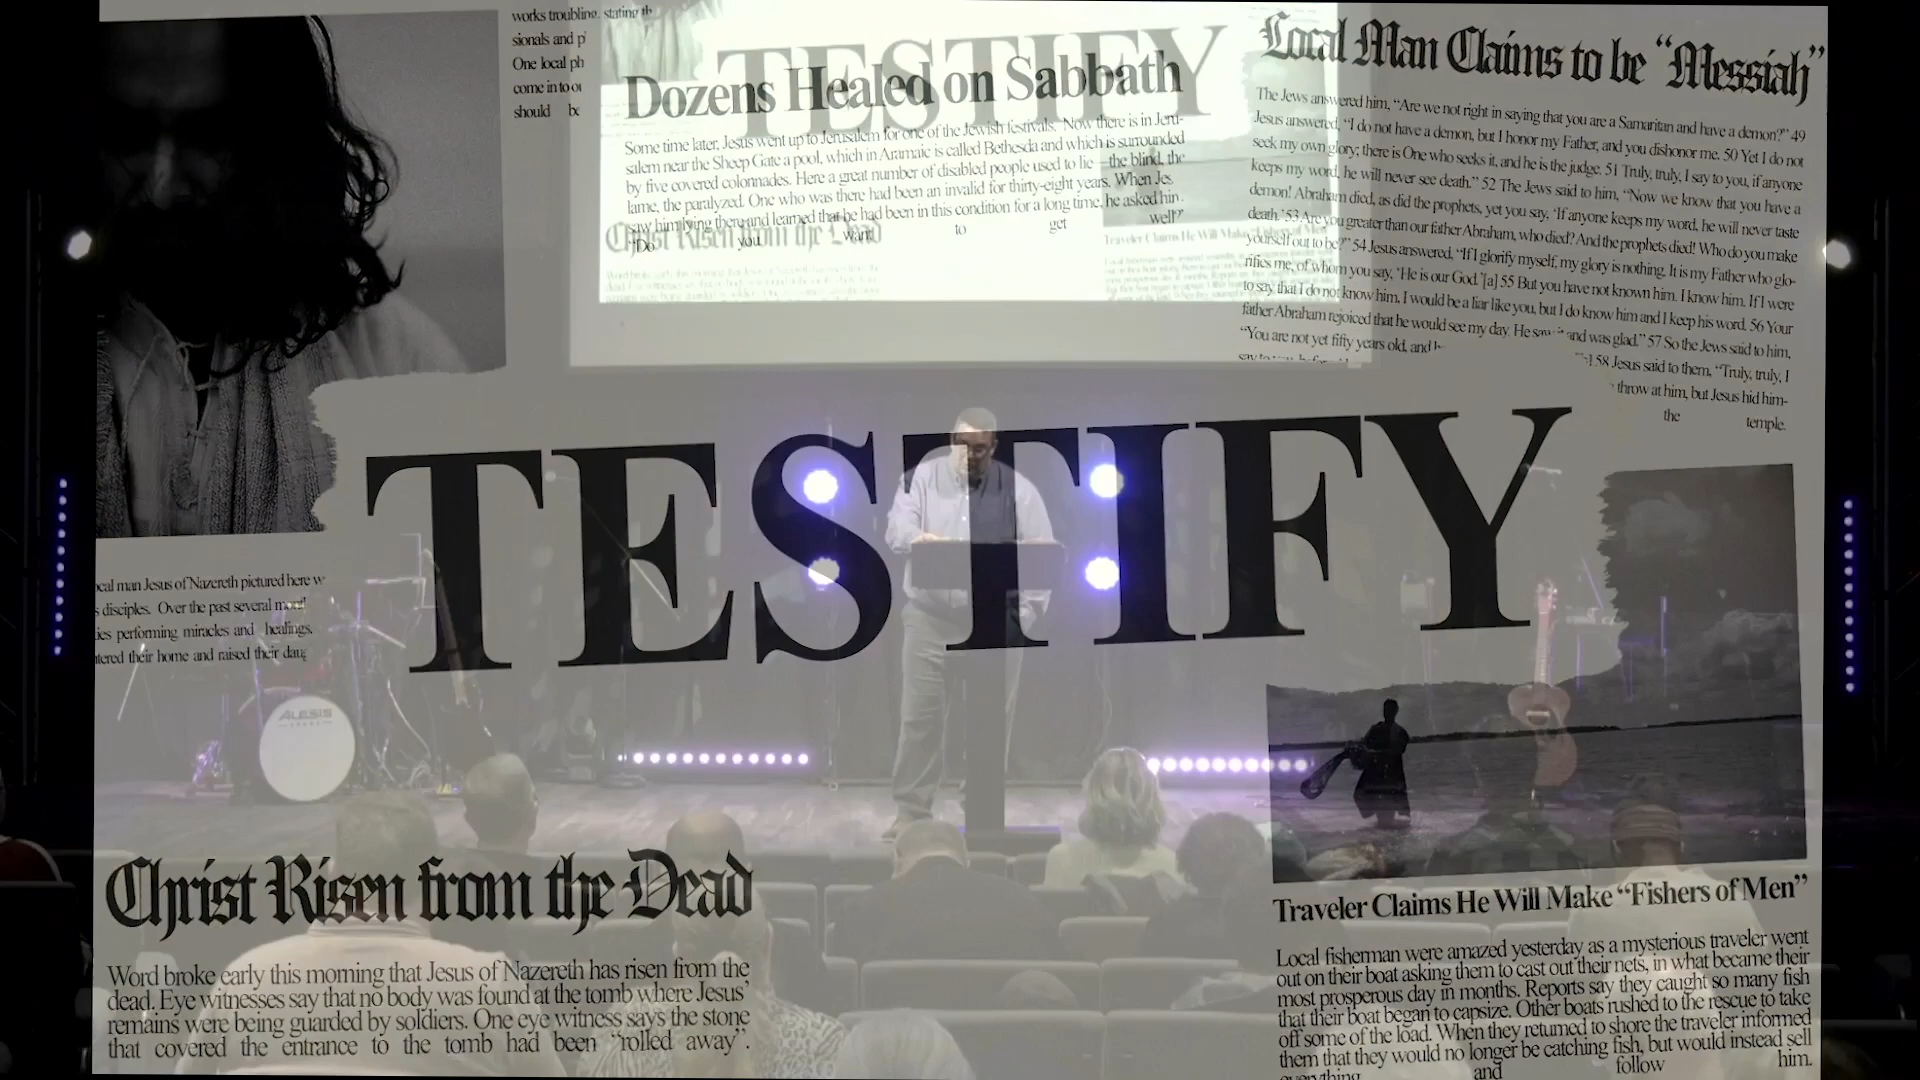 works troubling, stating th
sionals and p
One local ph
come in to ou
should be
TESTIFY
Dozens Healed on Sabbath
Some time later, Jesus went up to Jerusalem for one of the Jewish festivals. Now there is in Jeru-
salem near the Sheep Gate a pool, which in Aramaic is called Bethesda and which is surrounded
by five covered colonnades. Here a great number of disabled people used to lie—the blind, the
lame, the paralyzed. One who was there had been an invalid for thirty-eight years. When Jes
saw him lying there and learned that he had been in this condition for a long time, he asked him
"Do you want to get well?"
Christ Risen from the Dead
Traveler Claims He Will Make
Local Man Claims to be "Messiah"
The Jews answered him, "Are we not right in saying that you are a Samaritan and have a demon?" 49
Jesus answered, "I do not have a demon, but I honor my Father, and you dishonor me. 50 Yet I do not
seek my own glory; there is One who seeks it, and he is the judge. 51 Truly, truly, I say to you, if anyone
keeps my word, he will never see death." 52 The Jews said to him, "Now we know that you have a
demon! Abraham died, as did the prophets, yet you say, 'If anyone keeps my word, he will never taste
death.' 53 Are you greater than our father Abraham, who died? And the prophets died! Who do you make
yourself out to be?" 54 Jesus answered, "If I glorify myself, my glory is nothing. It is my Father who glo-
rifies me, of whom you say, 'He is our God.'[a] 55 But you have not known him. I know him. If I were
to say that I do not know him, I would be a liar like you, but I do know him and I keep his word. 56 Your
father Abraham rejoiced that he would see my day. He saw it and was glad." 57 So the Jews said to him,
"You are not yet fifty years old, and
58 Jesus said to them, "Truly, truly, I
throw at him, but Jesus hid him-
the temple.
TESTIFY
cal man Jesus of Nazereth pictured here w
s disciples. Over the past several mont
ies performing miracles and healings.
tered their home and raised their daug
ALESIS
Christ Risen from the Dead
Word broke early this morning that Jesus of Nazereth has risen from the
dead. Eye witnesses say that no body was found at the tomb where Jesus'
remains were being guarded by soldiers. One eye witness says the stone
that covered the entrance to the tomb had been "rolled away".
Traveler Claims He Will Make "Fishers of Men"
Local fisherman were amazed yesterday as a mysterious traveler went
out on their boat asking them to cast out their nets, in what became their
most prosperous day in months. Reports say they caught so many fish
that their boat began to capsize. Other boats rushed to the rescue to take
off some of the load. When they returned to shore the traveler informed
them that they would no longer be catching fish, but would instead sell
everything and follow him.